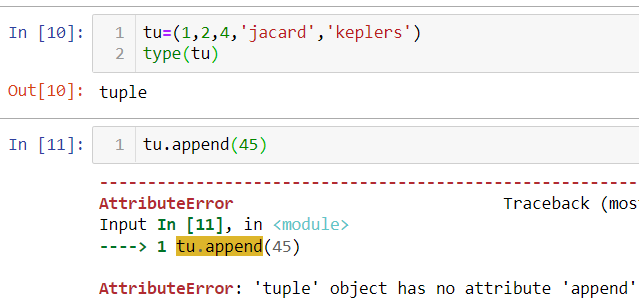 In [10]: 1 tu=(1,2,4,'jacard','keplers')
2 type(tu)
Out[10]: tuple
In [11]: 1 tu.append(45)
---------------------------------------------------------------------------
AttributeError Traceback (mos
Input In [11], in <module>
----> 1 tu.append(45)
AttributeError: 'tuple' object has no attribute 'append'